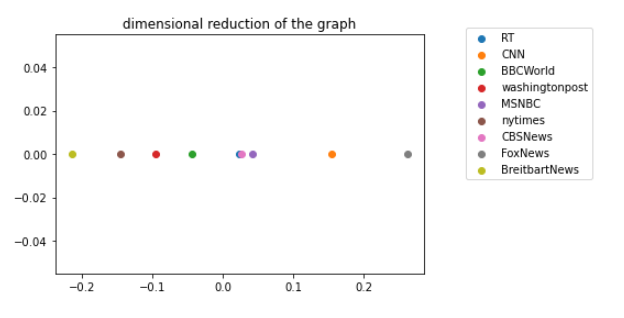 dimensional reduction of the graph
0.04
0.02
0.00
−0.02
−0.04
−0.2
−0.1
0.0
0.1
0.2
RT
CNN
BBCWorld
washingtonpost
MSNBC
nytimes
CBSNews
FoxNews
BreitbartNews